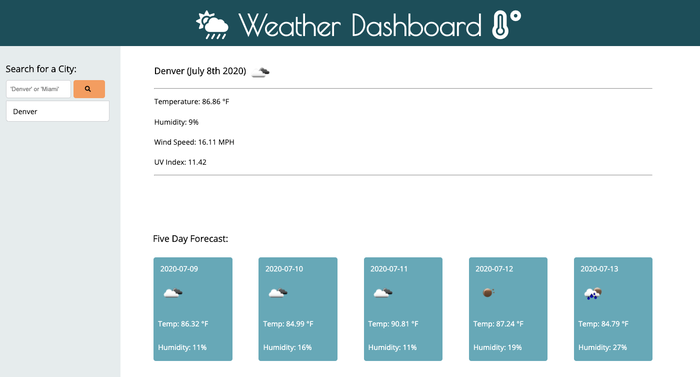 Weather Dashboard
Search for a City:
'Denver' or 'Miami'
Denver
Denver (July 8th 2020)
Temperature: 86.86 °F
Humidity: 9%
Wind Speed: 16.11 MPH
UV Index: 11.42
Five Day Forecast:
2020-07-09
Temp: 86.32 °F
Humidity: 11%
2020-07-10
Temp: 84.99 °F
Humidity: 16%
2020-07-11
Temp: 90.81 °F
Humidity: 11%
2020-07-12
Temp: 87.24 °F
Humidity: 19%
2020-07-13
Temp: 84.79 °F
Humidity: 27%